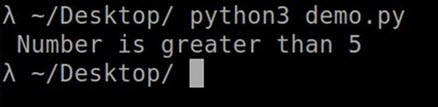 λ ~/Desktop/ python3 demo.py
Number is greater than 5
λ ~/Desktop/